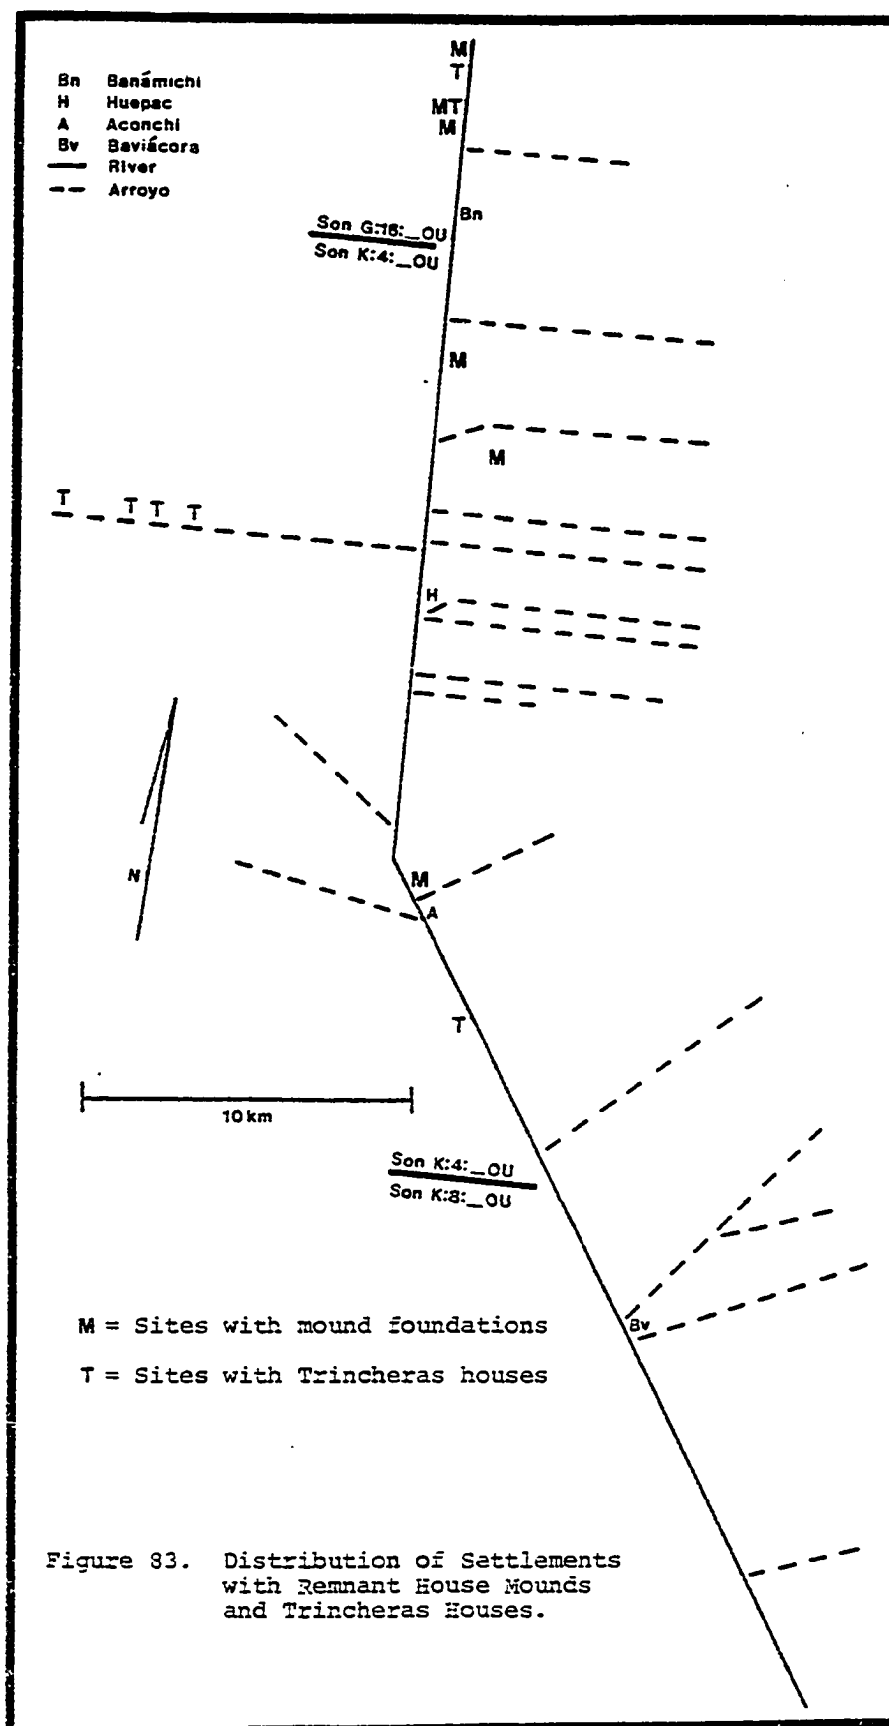 M
T
Bn Banámichi
H Huepac
A Aconchi
Bv Baviácora
River
Arroyo
MT
M
Bn
Son G:16:_OU
Son K:4:_OU
M
M
T T T T
H
M
A
N
T
10km
Son K:4:_OU
Son K:8:_OU
Bv
M = Sites with mound foundations
T = Sites with Trincheras houses
Figure 83. Distribution of Settlements
with Remnant House Mounds
and Trincheras Houses.